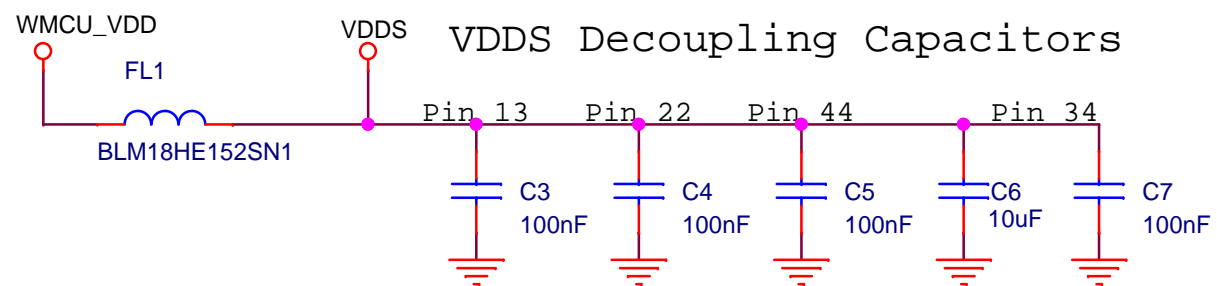 WMCU_VDD
VDDS
VDDS Decoupling Capacitors
FL1
Pin 13
Pin 22
Pin 44
Pin 34
BLM18HE152SN1
C3
100nF
C4
100nF
C5
100nF
C6
10uF
C7
100nF